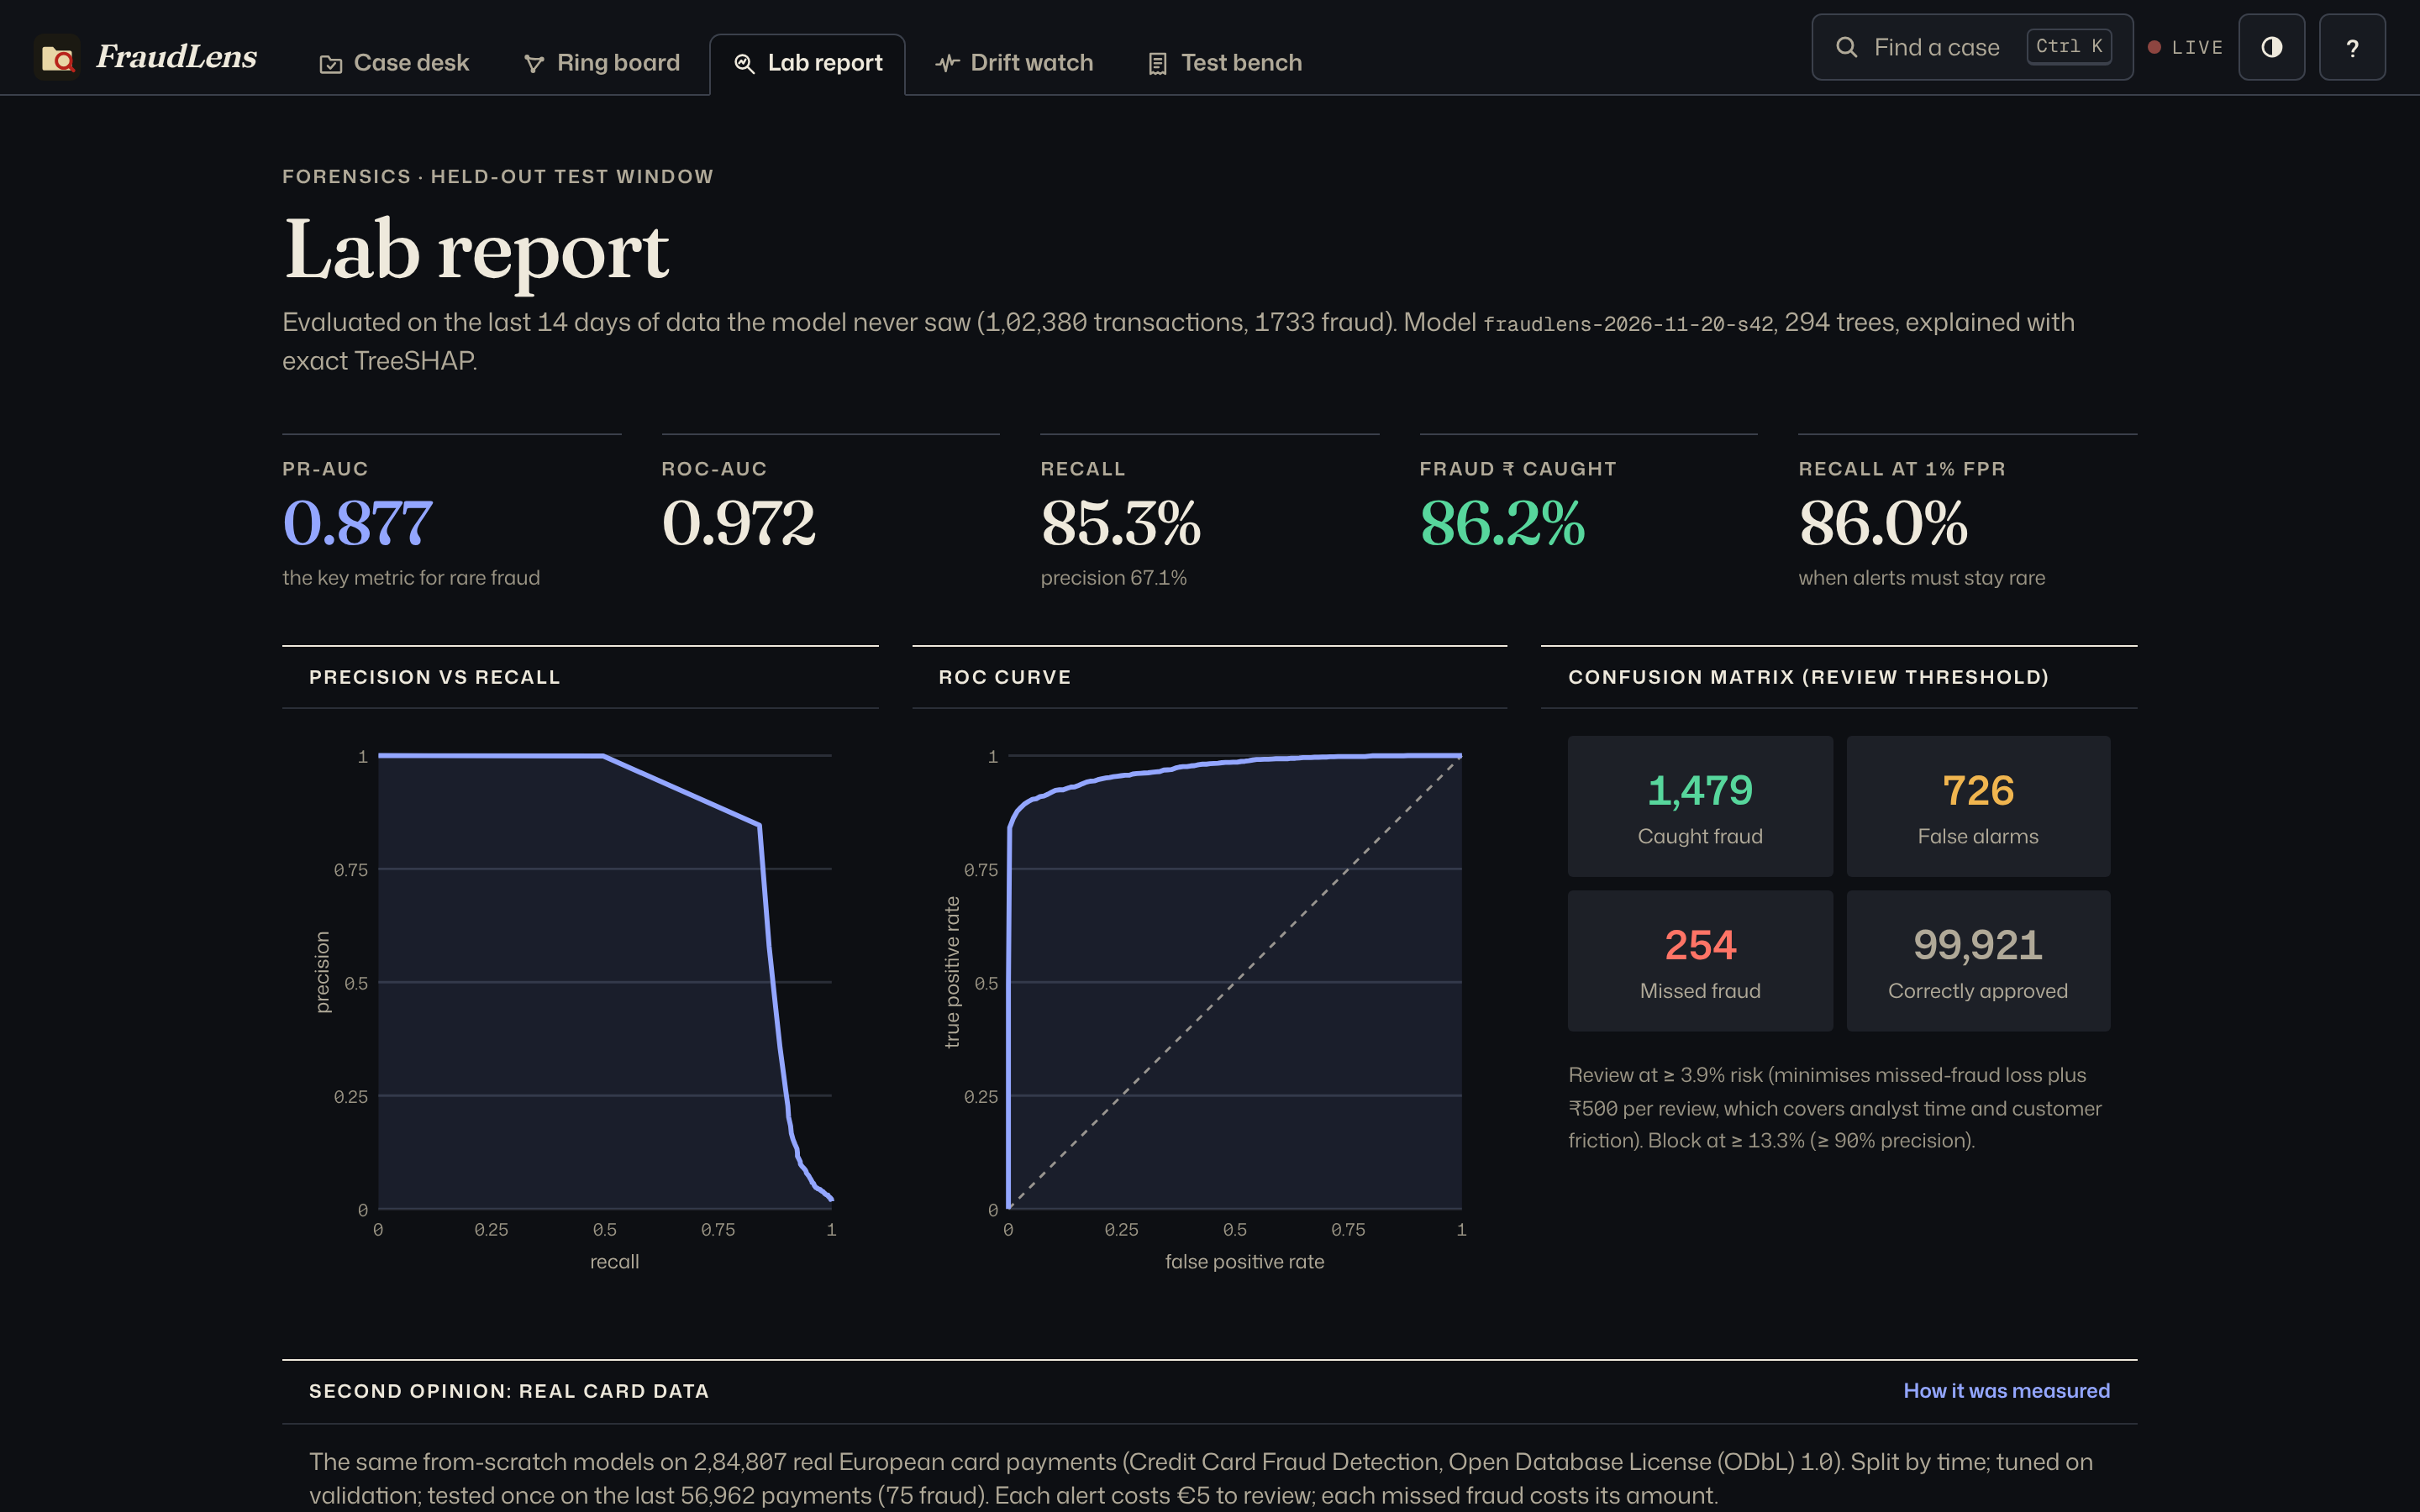 FraudLens
Case desk
Ring board
Lab report
Drift watch
Test bench
Find a case
Ctrl K
LIVE
?
FORENSICS · HELD-OUT TEST WINDOW
Lab report
Evaluated on the last 14 days of data the model never saw (1,02,380 transactions, 1733 fraud). Model fraudlens-2026-11-20-s42, 294 trees, explained with
exact TreeSHAP.
PR-AUC
0.877
the key metric for rare fraud
ROC-AUC
0.972
RECALL
85.3%
precision 67.1%
FRAUD ₹ CAUGHT
86.2%
RECALL AT 1% FPR
86.0%
when alerts must stay rare
PRECISION VS RECALL
1
0.75
0.5
0.25
0
precision
0
0.25
0.5
0.75
1
recall
ROC CURVE
1
0.75
0.5
0.25
0
true positive rate
0
0.25
0.5
0.75
1
false positive rate
CONFUSION MATRIX (REVIEW THRESHOLD)
1,479
Caught fraud
726
False alarms
254
Missed fraud
99,921
Correctly approved
Review at ≥ 3.9% risk (minimises missed-fraud loss plus
₹500 per review, which covers analyst time and customer
friction). Block at ≥ 13.3% (≥ 90% precision).
SECOND OPINION: REAL CARD DATA
How it was measured
The same from-scratch models on 2,84,807 real European card payments (Credit Card Fraud Detection, Open Database License (ODbL) 1.0). Split by time; tuned on
validation; tested once on the last 56,962 payments (75 fraud). Each alert costs €5 to review; each missed fraud costs its amount.